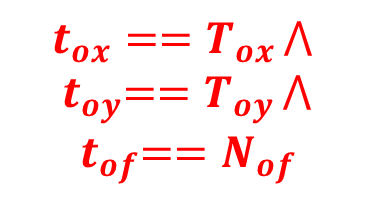 t_ox == T_ox ∧
t_oy== T_oy ∧
t_of== N_of